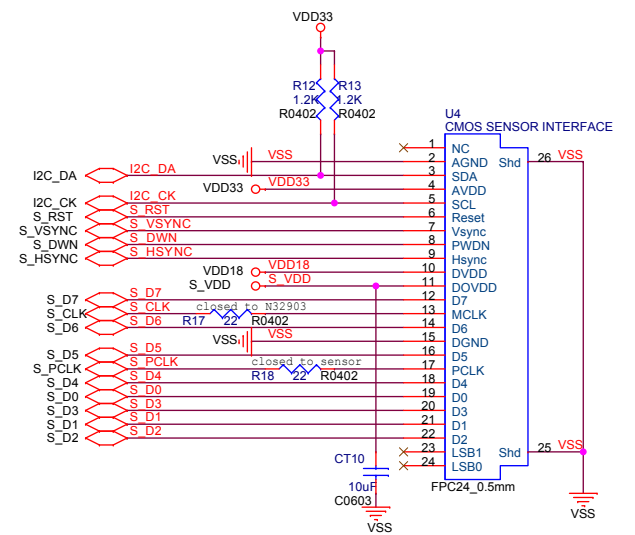 VDD33
R12 R13
1.2K 1.2K
R0402 R0402
U4
CMOS SENSOR INTERFACE
1 NC
VSS VSS 2 AGND Shd 26 VSS
I2C_DA I2C_DA 3 SDA
VDD33 VDD33 4 AVDD
I2C_CK I2C_CK 5 SCL
S_RST S_RST 6 Reset
S_VSYNC S_VSYNC 7 Vsync
S_DWN S_DWN 8 PWDN
S_HSYNC S_HSYNC 9 Hsync
VDD18 VDD18 10 DVDD
S_VDD S_VDD 11 DOVDD
S_D7 S_D7 12 D7
closed to N32903
S_CLK S_CLK 13 MCLK
S_D6 S_D6 14 D6
R17 22 R0402
VSS VSS 15 DGND
S_D5 S_D5 16 D5
closed to sensor
S_PCLK S_PCLK 17 PCLK
R18 22 R0402
S_D4 S_D4 18 D4
S_D0 S_D0 19 D0
S_D3 S_D3 20 D3
S_D1 S_D1 21 D1
S_D2 S_D2 22 D2
23 LSB1 Shd 25 VSS
24 LSB0
CT10
10uF
C0603
VSS
FPC24_0.5mm
VSS